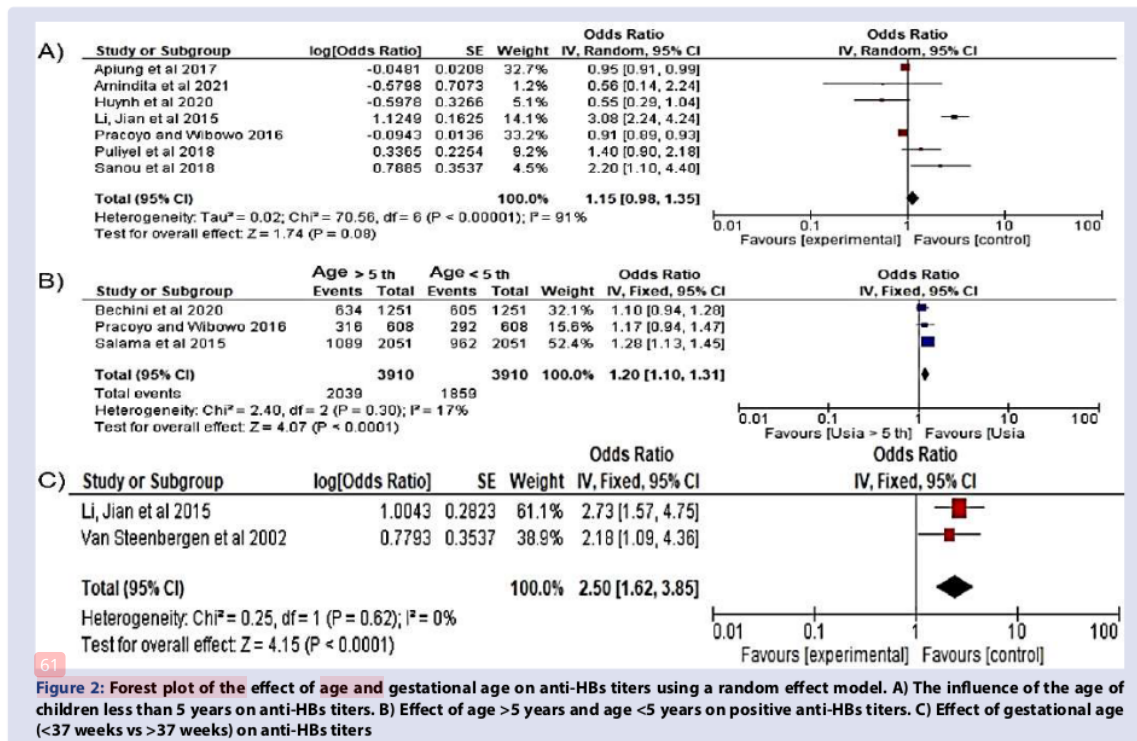 Odds Ratio Odds Ratio
A) Study or Subgroup log[Odds Ratio] SE Weight IV, Random, 95% CI IV, Random, 95% CI
Apiung et al 2017 -0.0481 0.0208 32.7% 0.95 [0.91, 0.99]
Arnindita et al 2021 -0.5798 0.7073 1.2% 0.56 [0.14, 2.24]
Huynh et al 2020 -0.5978 0.3266 5.1% 0.55 [0.29, 1.04]
Li, Jian et al 2015 1.1249 0.1625 14.1% 3.08 [2.24, 4.24]
Pracoyo and Wibowo 2016 -0.0943 0.0136 33.2% 0.91 [0.89, 0.93]
Puliyel et al 2018 0.3365 0.2254 9.2% 1.40 [0.90, 2.18]
Sanou et al 2018 0.7885 0.3537 4.5% 2.20 [1.10, 4.40]
Total (95% CI) 100.0% 1.15 [0.98, 1.35]
Heterogeneity: Tau² = 0.02; Chi² = 70.56, df = 6 (P < 0.00001); I² = 91%
Test for overall effect: Z = 1.74 (P = 0.08)
0.01 0.1 1 10 100
Favours [experimental] Favours [control]
B) Age > 5 th Age < 5 th Odds Ratio Odds Ratio
Study or Subgroup Events Total Events Total Weight IV, Fixed, 95% CI IV, Fixed, 95% CI
Bechini et al 2020 634 1251 605 1251 32.1% 1.10 [0.94, 1.28]
Pracoyo and Wibowo 2016 316 608 292 608 15.6% 1.17 [0.94, 1.47]
Salama et al 2015 1089 2051 962 2051 52.4% 1.28 [1.13, 1.45]
Total (95% CI) 3910 3910 100.0% 1.20 [1.10, 1.31]
Total events 2039 1859
Heterogeneity: Chi² = 2.40, df = 2 (P = 0.30); I² = 17%
Test for overall effect: Z = 4.07 (P < 0.0001)
0.01 0.1 1 10 100
Favours [Usia > 5 th] Favours [Usia
Odds Ratio Odds Ratio
C) Study or Subgroup log[Odds Ratio] SE Weight IV, Fixed, 95% CI IV, Fixed, 95% CI
Li, Jian et al 2015 1.0043 0.2823 61.1% 2.73 [1.57, 4.75]
Van Steenbergen et al 2002 0.7793 0.3537 38.9% 2.18 [1.09, 4.36]
Total (95% CI) 100.0% 2.50 [1.62, 3.85]
Heterogeneity: Chi² = 0.25, df = 1 (P = 0.62); I² = 0%
Test for overall effect: Z = 4.15 (P < 0.0001)
0.01 0.1 1 10 100
Favours [experimental] Favours [control]
61
Figure 2: Forest plot of the effect of age and gestational age on anti-HBs titers using a random effect model. A) The influence of the age of
children less than 5 years on anti-HBs titers. B) Effect of age >5 years and age <5 years on positive anti-HBs titers. C) Effect of gestational age
(<37 weeks vs >37 weeks) on anti-HBs titers